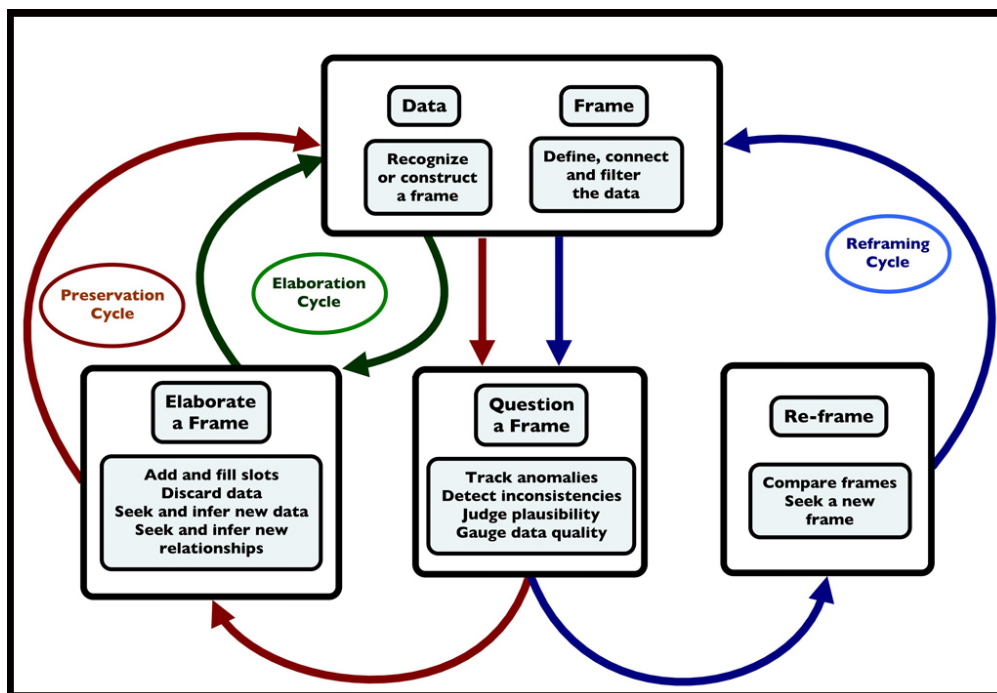 Data
Frame
Recognize
or construct
a frame
Define, connect
and filter
the data
Preservation
Cycle
Elaboration
Cycle
Reframing
Cycle
Elaborate
a Frame
Add and fill slots
Discard data
Seek and infer new data
Seek and infer new
relationships
Question
a Frame
Track anomalies
Detect inconsistencies
Judge plausibility
Gauge data quality
Re-frame
Compare frames
Seek a new
frame